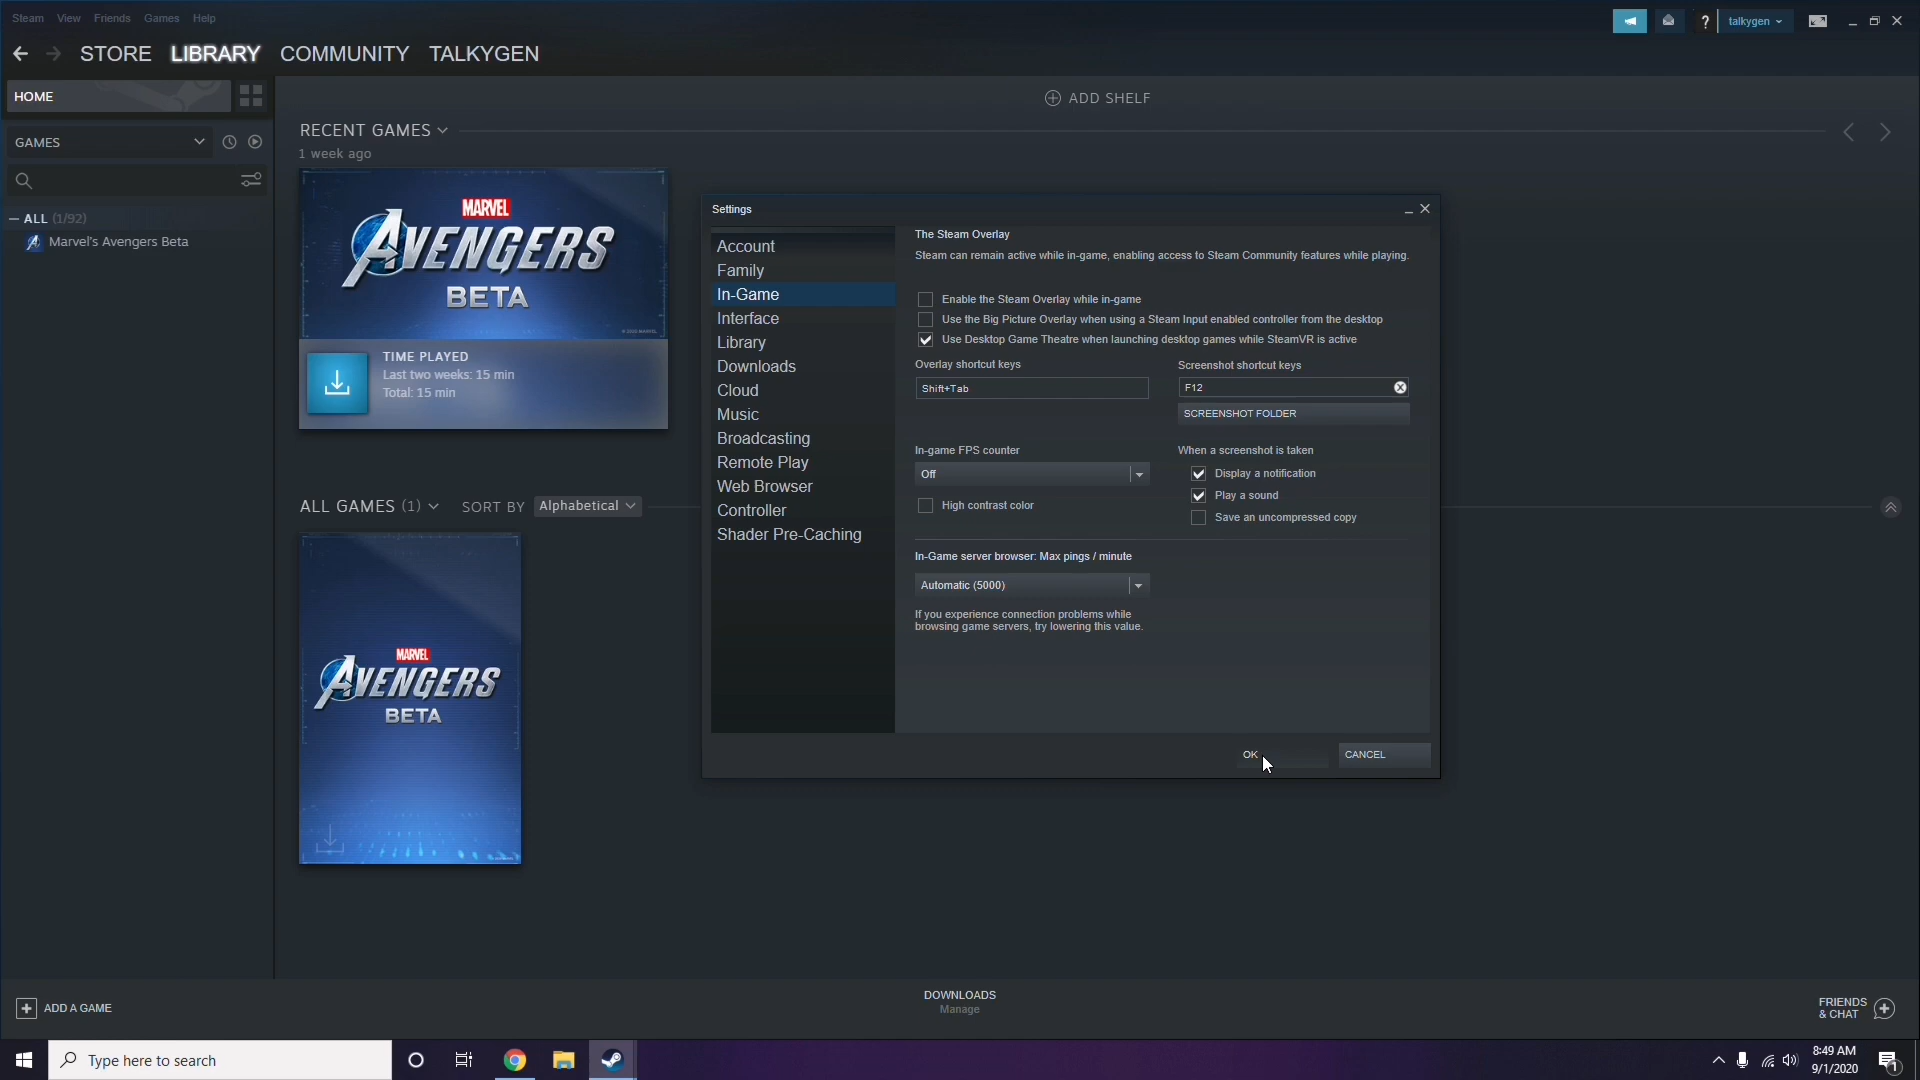 Steam View Friends Games Help
talkygen
STORE LIBRARY COMMUNITY TALKYGEN
HOME
GAMES
ALL (1/92)
Marvel's Avengers Beta
ADD SHELF
RECENT GAMES
1 week ago
MARVEL
AVENGERS
BETA
TIME PLAYED
Last two weeks: 15 min
Total: 15 min
ALL GAMES (1) SORT BY Alphabetical
MARVEL
AVENGERS
BETA
Settings
Account
Family
In-Game
Interface
Library
Downloads
Cloud
Music
Broadcasting
Remote Play
Web Browser
Controller
Shader Pre-Caching
The Steam Overlay
Steam can remain active while in-game, enabling access to Steam Community features while playing.
Enable the Steam Overlay while in-game
Use the Big Picture Overlay when using a Steam Input enabled controller from the desktop
Use Desktop Game Theatre when launching desktop games while SteamVR is active
Overlay shortcut keys
Shift+Tab
Screenshot shortcut keys
F12
SCREENSHOT FOLDER
In-game FPS counter
Off
High contrast color
When a screenshot is taken
Display a notification
Play a sound
Save an uncompressed copy
In-Game server browser: Max pings / minute
Automatic (5000)
If you experience connection problems while
browsing game servers, try lowering this value.
OK CANCEL
ADD A GAME
DOWNLOADS
Manage
FRIENDS
& CHAT
Type here to search
8:49 AM
9/1/2020
1